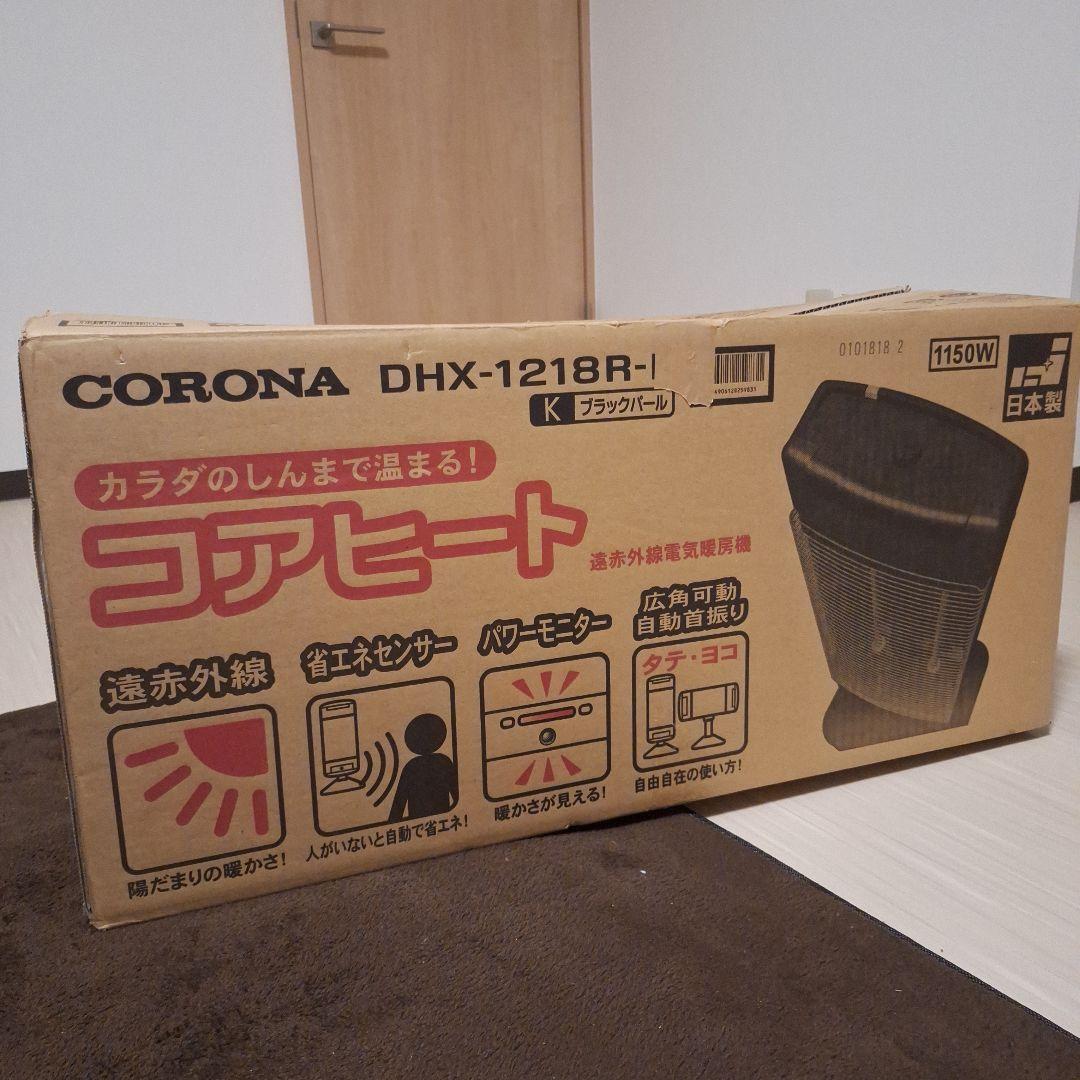 CORONA DHX-1218R-
K ブラックパール
4906128259831
0101818 2
1150W
日本製
カラダのしんまで温まる!
コアヒート
遠赤外線電気暖房機
遠赤外線
陽だまりの暖かさ!
省エネセンサー
人がいないと自動で省エネ!
パワーモニター
暖かさが見える!
広角可動
自動首振り
タテ・ヨコ
自由自在の使い方!